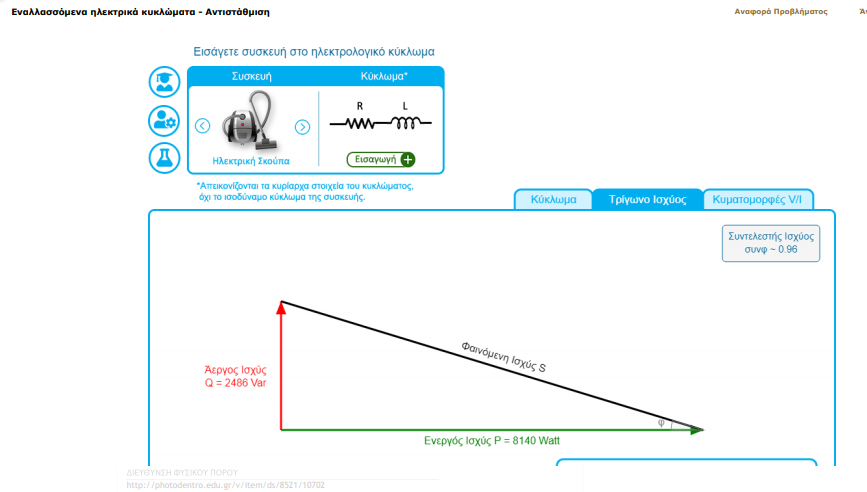 Εναλλασσόμενα ηλεκτρικά κυκλώματα - Αντιστάθμιση
Αναφορά Προβλήματος
Εισάγετε συσκευή στο ηλεκτρολογικό κύκλωμα
Συσκευή
Κύκλωμα*
R L
Ηλεκτρική Σκούπα
Εισαγωγή +
*Απεικονίζονται τα κυρίαρχα στοιχεία του κυκλώματος,
όχι το ισοδύναμο κύκλωμα της συσκευής.
Κύκλωμα
Τρίγωνο Ισχύος
Κυματομορφές V/I
Συντελεστής Ισχύος
συνφ ~ 0.96
Φαινόμενη Ισχύς S
Άεργος Ισχύς
Q = 2486 Var
φ
Ενεργός Ισχύς P = 8140 Watt
ΔΙΕΥΘΥΝΣΗ ΦΥΣΙΚΟΥ ΠΟΡΟΥ
http://photodentro.edu.gr/v/item/ds/8521/10702